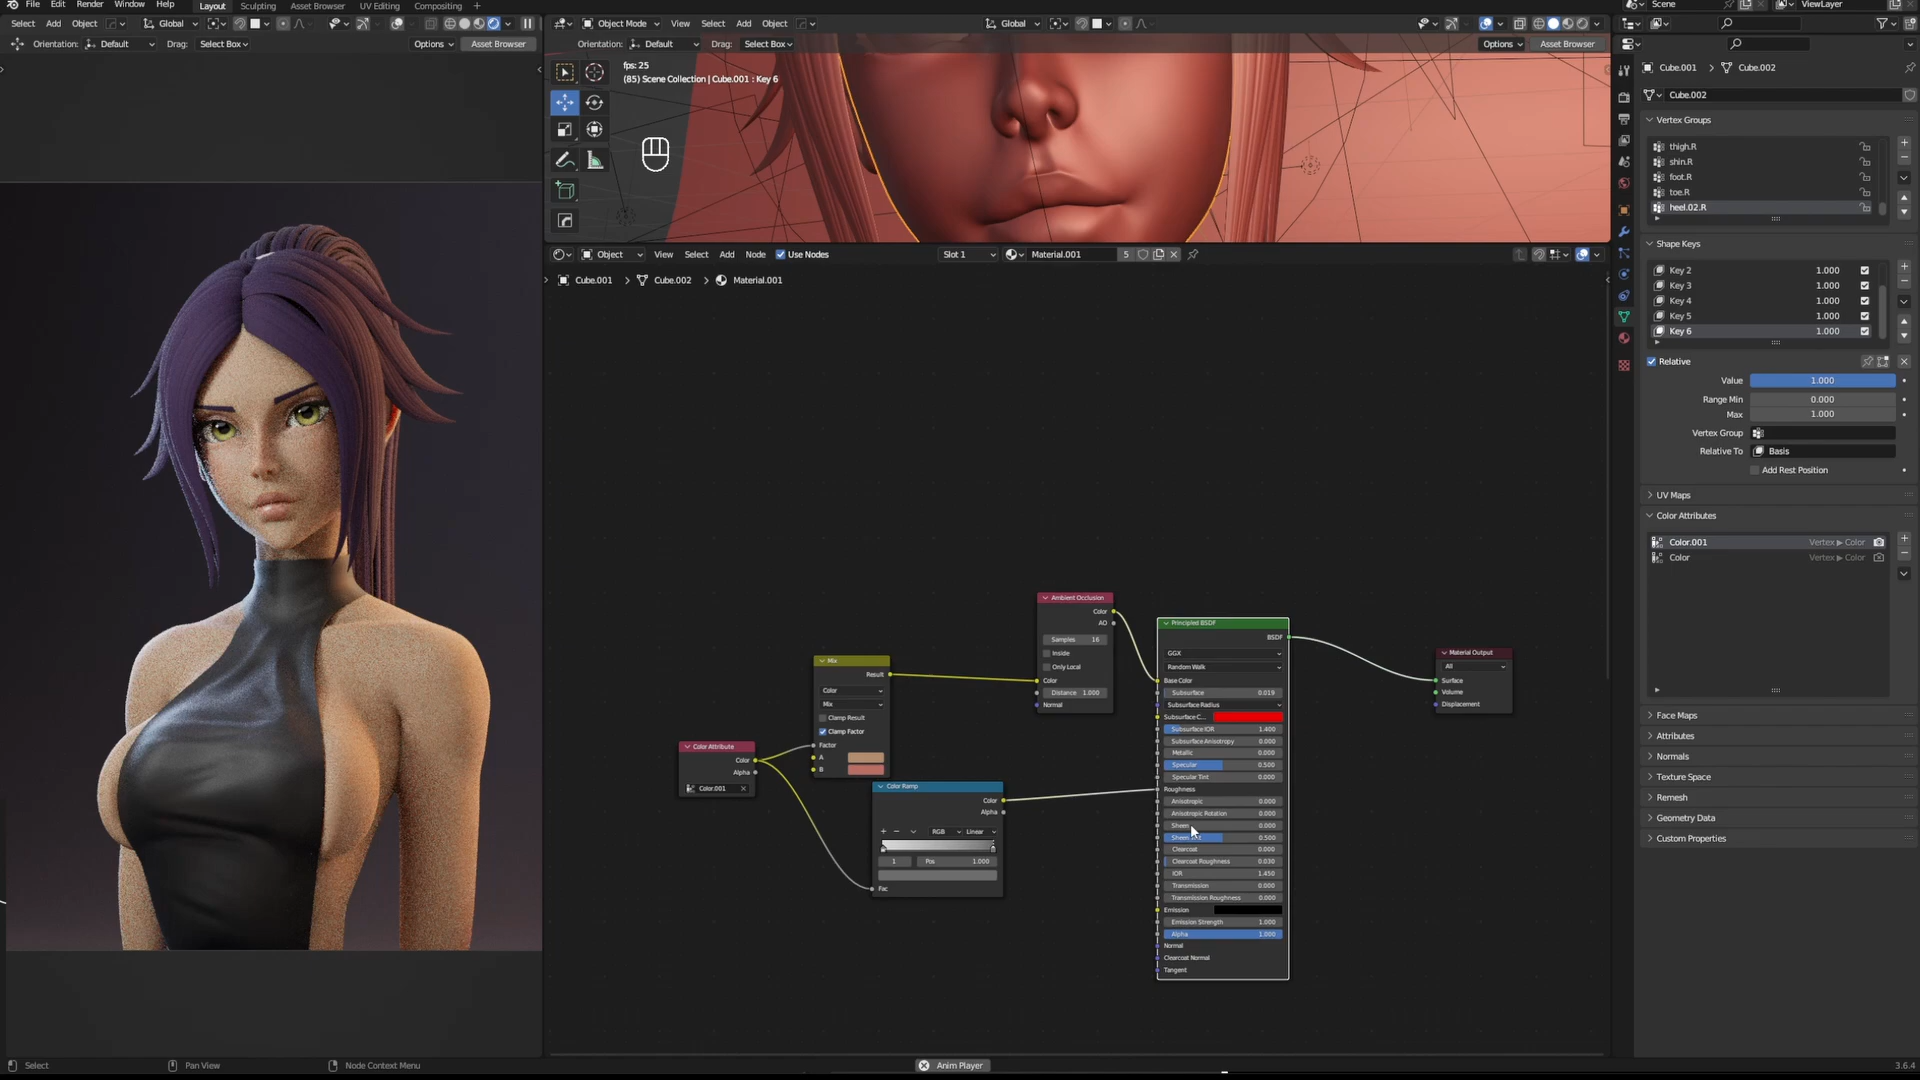 File Edit Render Window Help Layout Sculpting Asset Browser UV Editing Compositing Scene ViewLayer
Select Add Object Global
Object Mode View Select Add Object Global
Orientation: Default Drag: Select Box Options Asset Browser
Orientation: Default Drag: Select Box Options Asset Browser
fps: 25
(85) Scene Collection | Cube.001 : Key 6
Object View Select Add Node Use Nodes Slot 1 Material.001 5
Cube.001 > Cube.002 > Material.001
Ambient Occlusion
Color
AO
Samples 16
Inside
Only Local
Color
Distance 1.000
Normal
Mix
Result
Color
Mix
Clamp Result
Clamp Factor
Factor
A
B
Color Attribute
Color
Alpha
Color.001
Color Ramp
Color
Alpha
+ − RGB Linear
1 Pos 1.000
Fac
Principled BSDF
BSDF
GGX
Random Walk
Base Color
Subsurface 0.019
Subsurface Radius
Subsurface C...
Subsurface IOR 1.400
Subsurface Anisotropy 0.000
Metallic 0.000
Specular 0.500
Specular Tint 0.000
Roughness
Anisotropic 0.000
Anisotropic Rotation 0.000
Sheen 0.000
Sheen 0.500
Clearcoat 0.000
Clearcoat Roughness 0.030
IOR 1.450
Transmission 0.000
Transmission Roughness 0.000
Emission
Emission Strength 1.000
Alpha 1.000
Normal
Clearcoat Normal
Tangent
Material Output
All
Surface
Volume
Displacement
Cube.001 > Cube.002
Cube.002
Vertex Groups
thigh.R
shin.R
foot.R
toe.R
heel.02.R
Shape Keys
Key 2 1.000
Key 3 1.000
Key 4 1.000
Key 5 1.000
Key 6 1.000
Relative
Value 1.000
Range Min 0.000
Max 1.000
Vertex Group
Relative To Basis
Add Rest Position
UV Maps
Color Attributes
Color.001 Vertex ▸ Color
Color Vertex ▸ Color
Face Maps
Attributes
Normals
Texture Space
Remesh
Geometry Data
Custom Properties
Select Pan View Node Context Menu Anim Player 3.6.4